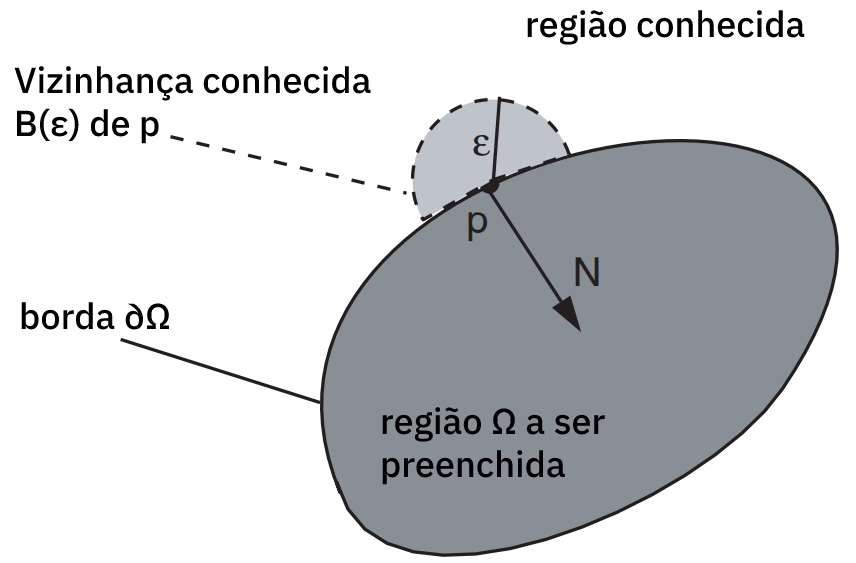 região conhecida
Vizinhança conhecida
B(ε) de p
ε
p
N
borda ∂Ω
região Ω a ser
preenchida